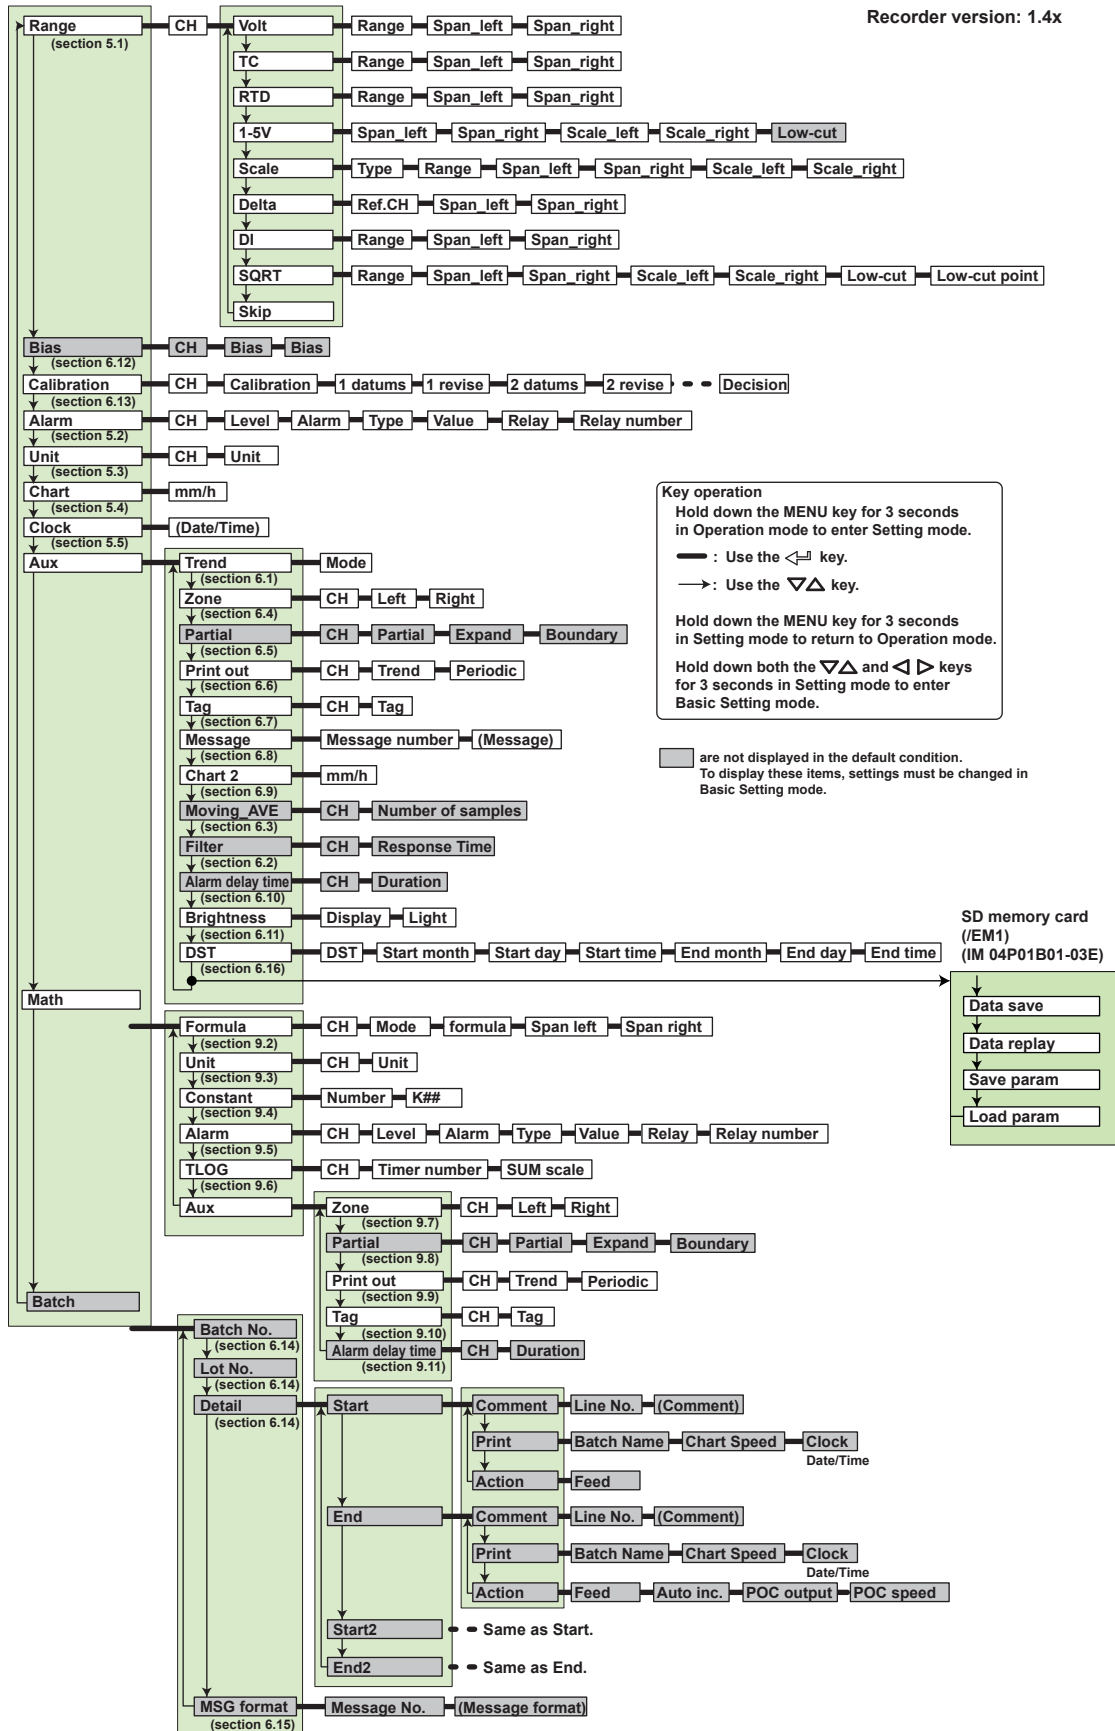 Recorder version: 1.4x
Range CH Volt Range Span_left Span_right
(section 5.1)
TC Range Span_left Span_right
RTD Range Span_left Span_right
1-5V Span_left Span_right Scale_left Scale_right Low-cut
Scale Type Range Span_left Span_right Scale_left Scale_right
Delta Ref.CH Span_left Span_right
DI Range Span_left Span_right
SQRT Range Span_left Span_right Scale_left Scale_right Low-cut Low-cut point
Skip
Bias CH Bias Bias
(section 6.12)
Calibration CH Calibration 1 datums 1 revise 2 datums 2 revise Decision
(section 6.13)
Alarm CH Level Alarm Type Value Relay Relay number
(section 5.2)
Unit CH Unit
(section 5.3)
Chart mm/h
(section 5.4)
Clock (Date/Time)
(section 5.5)
Aux Trend Mode
(section 6.1)
Zone CH Left Right
(section 6.4)
Partial CH Partial Expand Boundary
(section 6.5)
Print out CH Trend Periodic
(section 6.6)
Tag CH Tag
(section 6.7)
Message Message number (Message)
(section 6.8)
Chart 2 mm/h
(section 6.9)
Moving_AVE CH Number of samples
(section 6.3)
Filter CH Response Time
(section 6.2)
Alarm delay time CH Duration
(section 6.10)
Brightness Display Light
(section 6.11)
DST DST Start month Start day Start time End month End day End time
(section 6.16)
Key operation
Hold down the MENU key for 3 seconds
in Operation mode to enter Setting mode.
: Use the key.
: Use the ▽△ key.
Hold down the MENU key for 3 seconds
in Setting mode to return to Operation mode.
Hold down both the ▽△ and ◁ ▷ keys
for 3 seconds in Setting mode to enter
Basic Setting mode.
are not displayed in the default condition.
To display these items, settings must be changed in
Basic Setting mode.
SD memory card
(/EM1)
(IM 04P01B01-03E)
Data save
Data replay
Save param
Load param
Math
Formula CH Mode formula Span left Span right
(section 9.2)
Unit CH Unit
(section 9.3)
Constant Number K##
(section 9.4)
Alarm CH Level Alarm Type Value Relay Relay number
(section 9.5)
TLOG CH Timer number SUM scale
(section 9.6)
Aux Zone CH Left Right
(section 9.7)
Partial CH Partial Expand Boundary
(section 9.8)
Print out CH Trend Periodic
(section 9.9)
Tag CH Tag
(section 9.10)
Alarm delay time CH Duration
(section 9.11)
Batch
Batch No.
(section 6.14)
Lot No.
(section 6.14)
Detail Start Comment Line No. (Comment)
(section 6.14)
Print Batch Name Chart Speed Clock
Date/Time
Action Feed
End Comment Line No. (Comment)
Print Batch Name Chart Speed Clock
Date/Time
Action Feed Auto inc. POC output POC speed
Start2 Same as Start.
End2 Same as End.
MSG format Message No. (Message format)
(section 6.15)